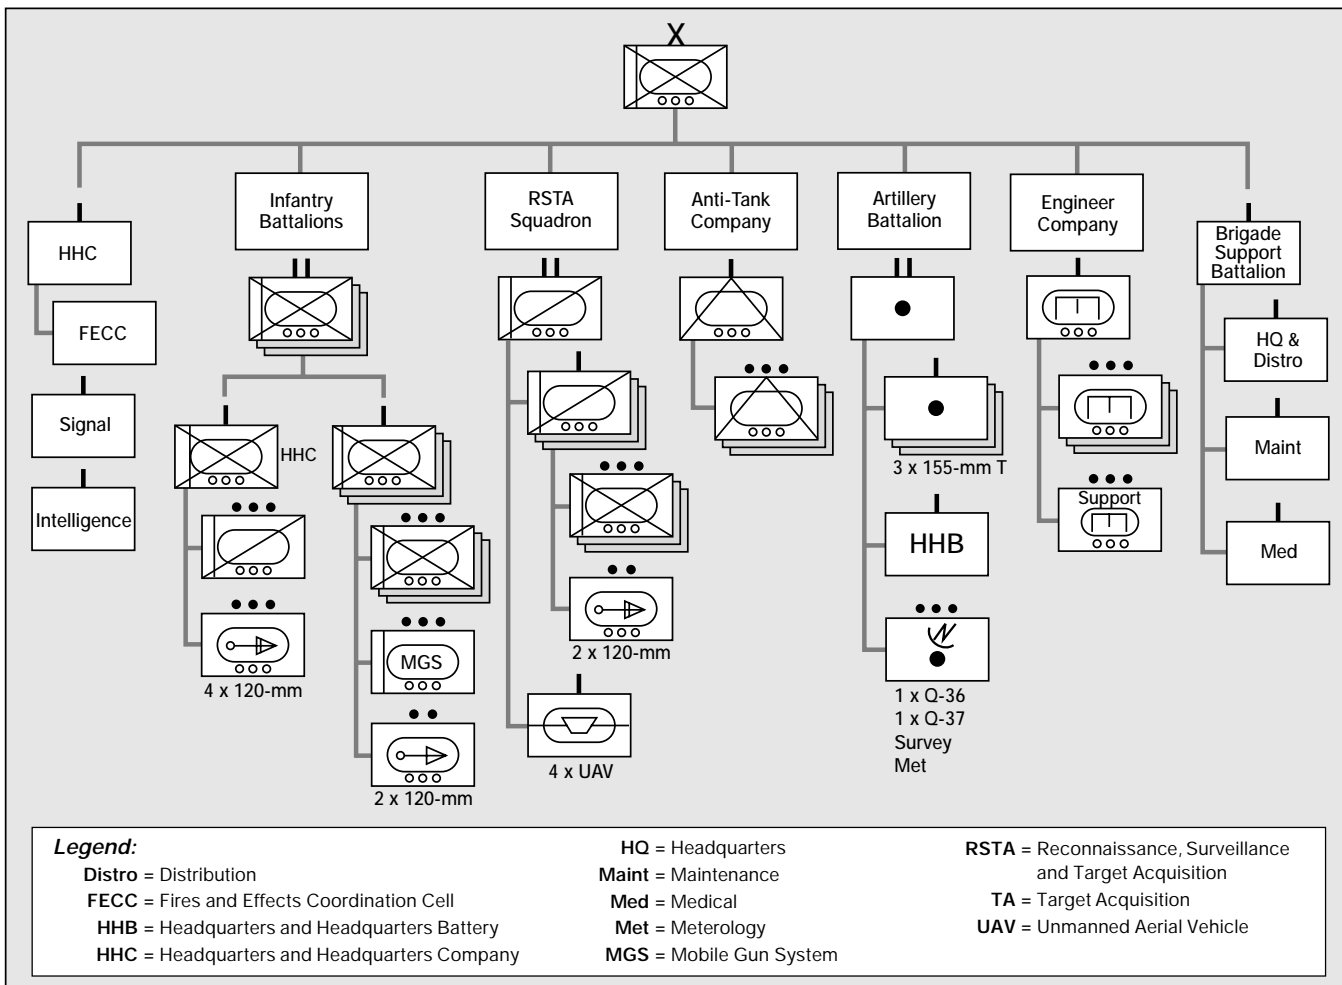 X
Infantry
Battalions
RSTA
Squadron
Anti-Tank
Company
Artillery
Battalion
Engineer
Company
HHC
Brigade
Support
Battalion
FECC
HQ &
Distro
Signal
HHC
Maint
3 x 155-mm T
Intelligence
Support
HHB
Med
MGS
2 x 120-mm
4 x 120-mm
1 x Q-36
1 x Q-37
Survey
Met
4 x UAV
2 x 120-mm
Legend:
Distro = Distribution
FECC = Fires and Effects Coordination Cell
HHB = Headquarters and Headquarters Battery
HHC = Headquarters and Headquarters Company
HQ = Headquarters
Maint = Maintenance
Med = Medical
Met = Meterology
MGS = Mobile Gun System
RSTA = Reconnaissance, Surveillance
and Target Acquisition
TA = Target Acquisition
UAV = Unmanned Aerial Vehicle